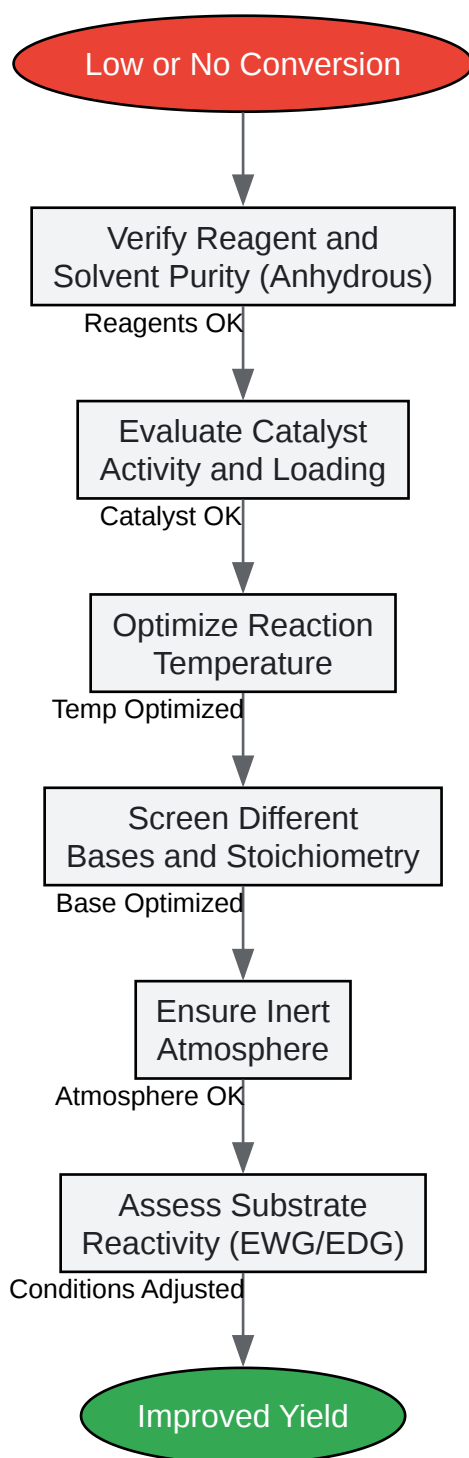 Low or No Conversion
Verify Reagent and
Solvent Purity (Anhydrous)
Reagents OK
Evaluate Catalyst
Activity and Loading
Catalyst OK
Optimize Reaction
Temperature
Temp Optimized
Screen Different
Bases and Stoichiometry
Base Optimized
Ensure Inert
Atmosphere
Atmosphere OK
Assess Substrate
Reactivity (EWG/EDG)
Conditions Adjusted
Improved Yield